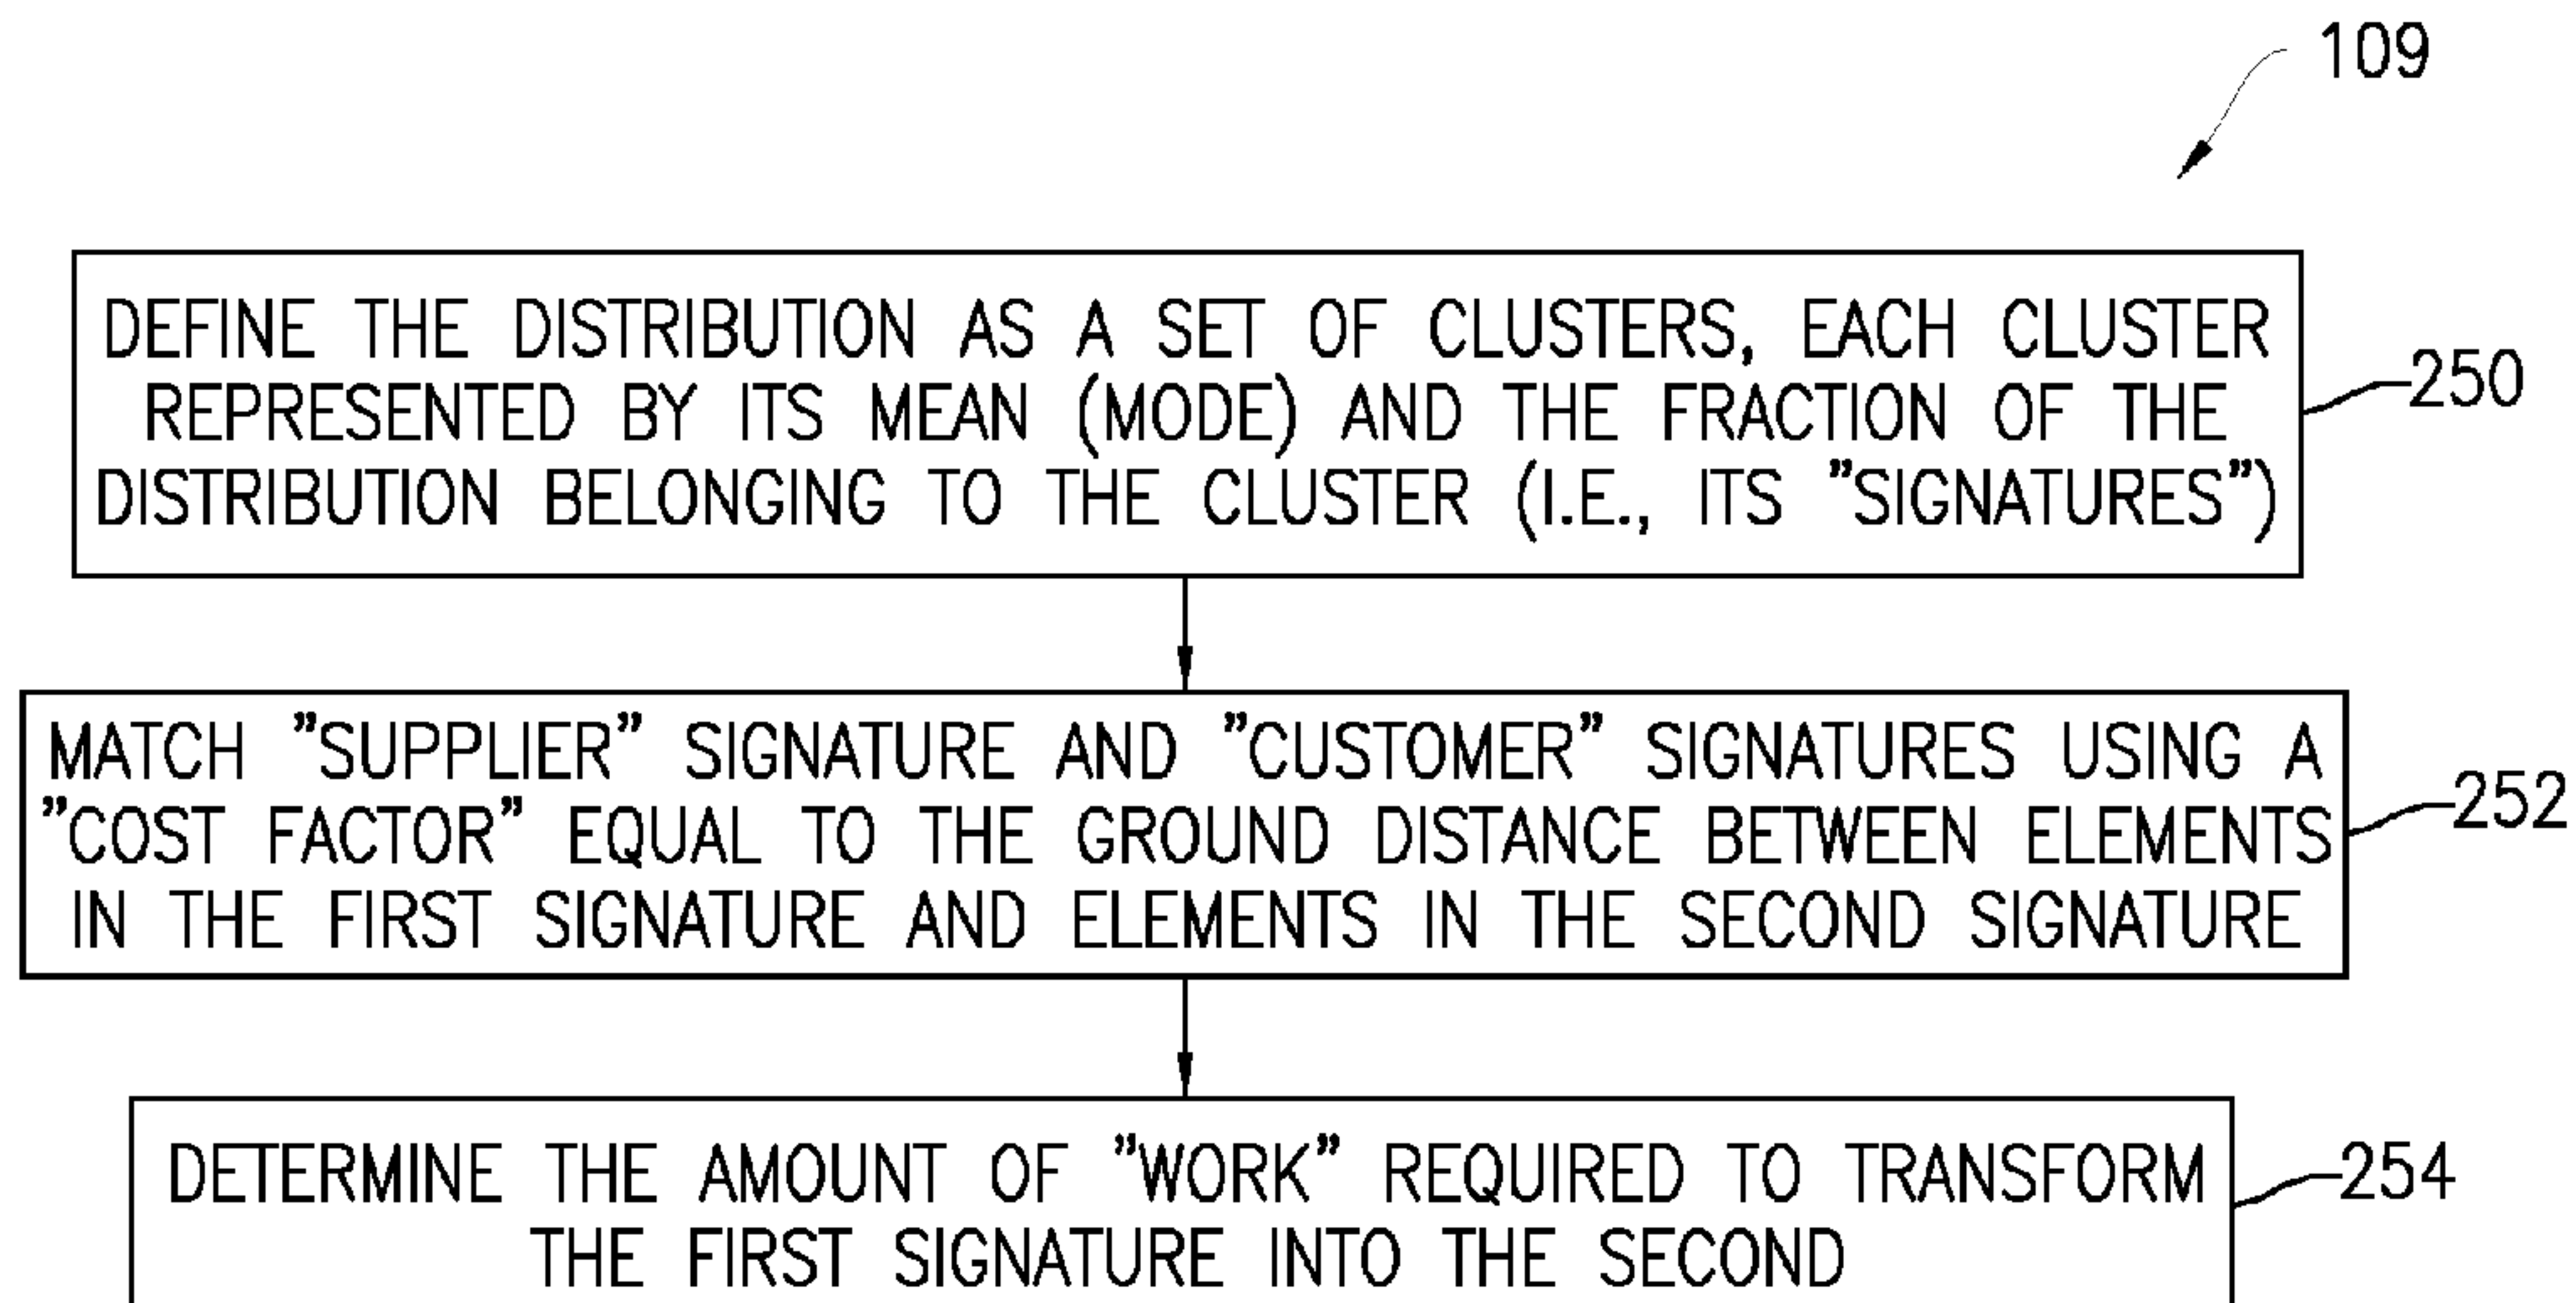 109
DEFINE THE DISTRIBUTION AS A SET OF CLUSTERS, EACH CLUSTER
REPRESENTED BY ITS MEAN (MODE) AND THE FRACTION OF THE
DISTRIBUTION BELONGING TO THE CLUSTER (I.E., ITS ”SIGNATURES”)
250
MATCH ”SUPPLIER” SIGNATURE AND ”CUSTOMER” SIGNATURES USING A
”COST FACTOR” EQUAL TO THE GROUND DISTANCE BETWEEN ELEMENTS
IN THE FIRST SIGNATURE AND ELEMENTS IN THE SECOND SIGNATURE
252
DETERMINE THE AMOUNT OF ”WORK” REQUIRED TO TRANSFORM
THE FIRST SIGNATURE INTO THE SECOND
254